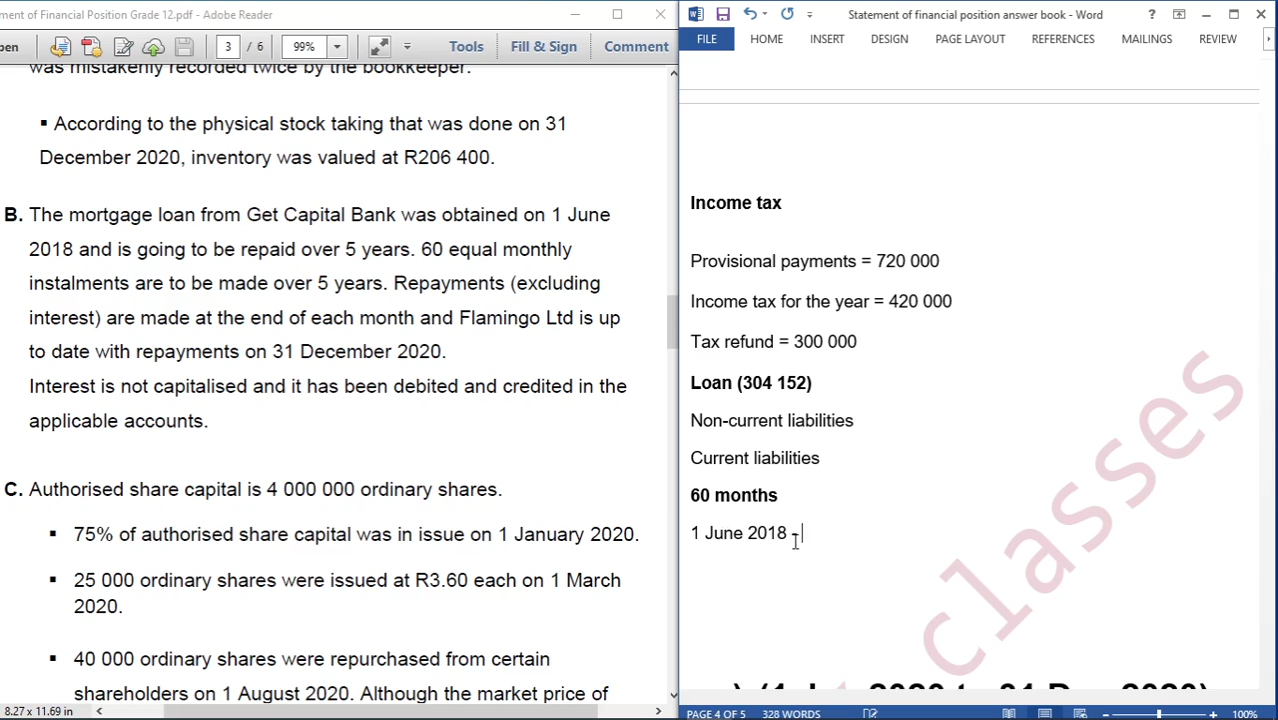 ment of Financial Position Grade 12.pdf - Adobe Reader
pen 3 / 6 99% Tools Fill & Sign Comment
was mistakenly recorded twice by the bookkeeper.
▪ According to the physical stock taking that was done on 31
December 2020, inventory was valued at R206 400.
B. The mortgage loan from Get Capital Bank was obtained on 1 June
2018 and is going to be repaid over 5 years. 60 equal monthly
instalments are to be made over 5 years. Repayments (excluding
interest) are made at the end of each month and Flamingo Ltd is up
to date with repayments on 31 December 2020.
Interest is not capitalised and it has been debited and credited in the
applicable accounts.
C. Authorised share capital is 4 000 000 ordinary shares.
▪ 75% of authorised share capital was in issue on 1 January 2020.
▪ 25 000 ordinary shares were issued at R3.60 each on 1 March
2020.
▪ 40 000 ordinary shares were repurchased from certain
shareholders on 1 August 2020. Although the market price of
8.27 x 11.69 in
Statement of financial position answer book - Word
FILE HOME INSERT DESIGN PAGE LAYOUT REFERENCES MAILINGS REVIEW
Income tax
Provisional payments = 720 000
Income tax for the year = 420 000
Tax refund = 300 000
Loan (304 152)
Non-current liabilities
Current liabilities
60 months
1 June 2018 -
classes
PAGE 4 OF 5 328 WORDS 100%